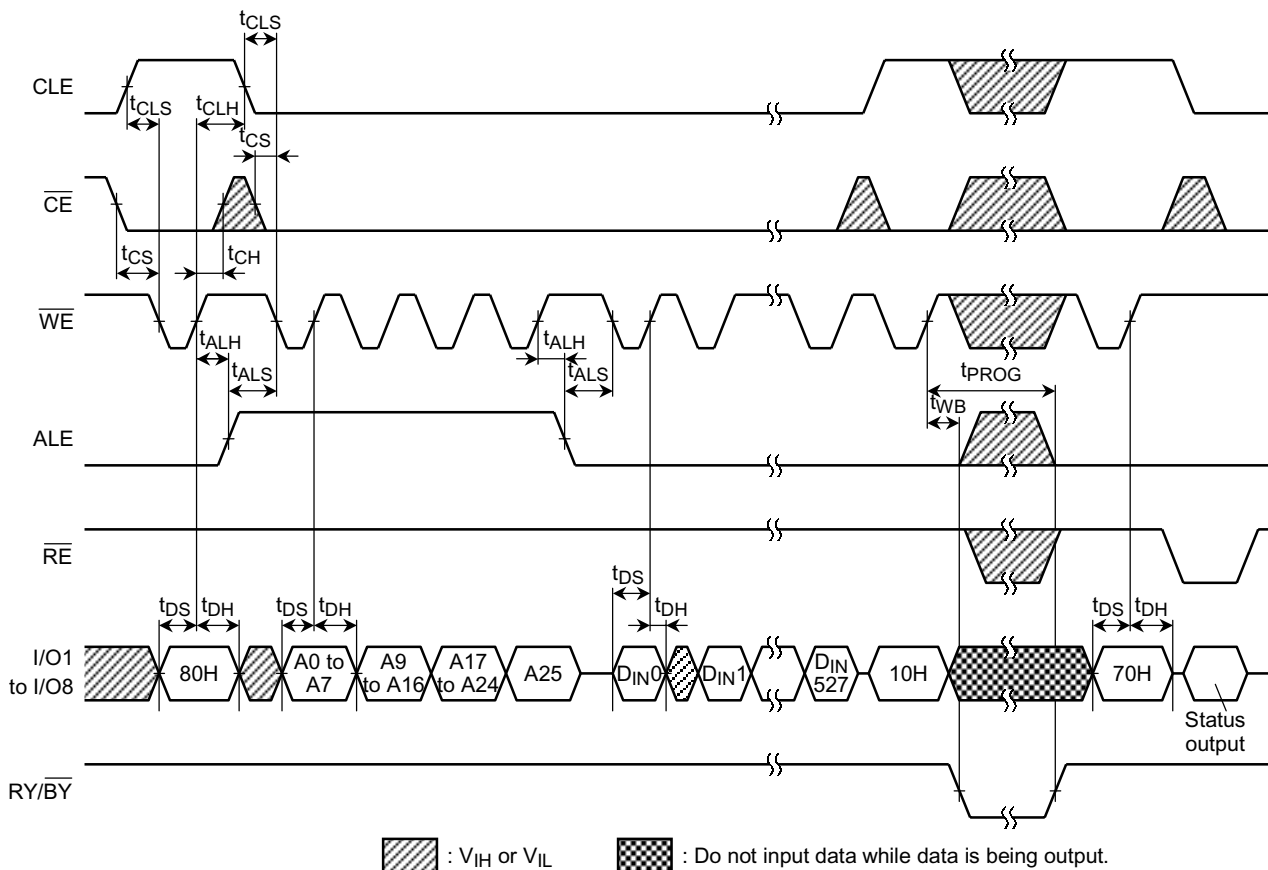 tCLS
CLE
tCLS tCLH
tCS
CE
tCS tCH
WE
tALH tALH
tALS tALS tPROG
tWB
ALE
RE
tDS
tDS tDH tDS tDH tDH tDS tDH
I/O1
to I/O8
80H
A0 to
A7
A9
to A16
A17
to A24
A25
DIN0
DIN1
DIN
527
10H
70H
Status
output
RY/BY
: VIH or VIL
: Do not input data while data is being output.